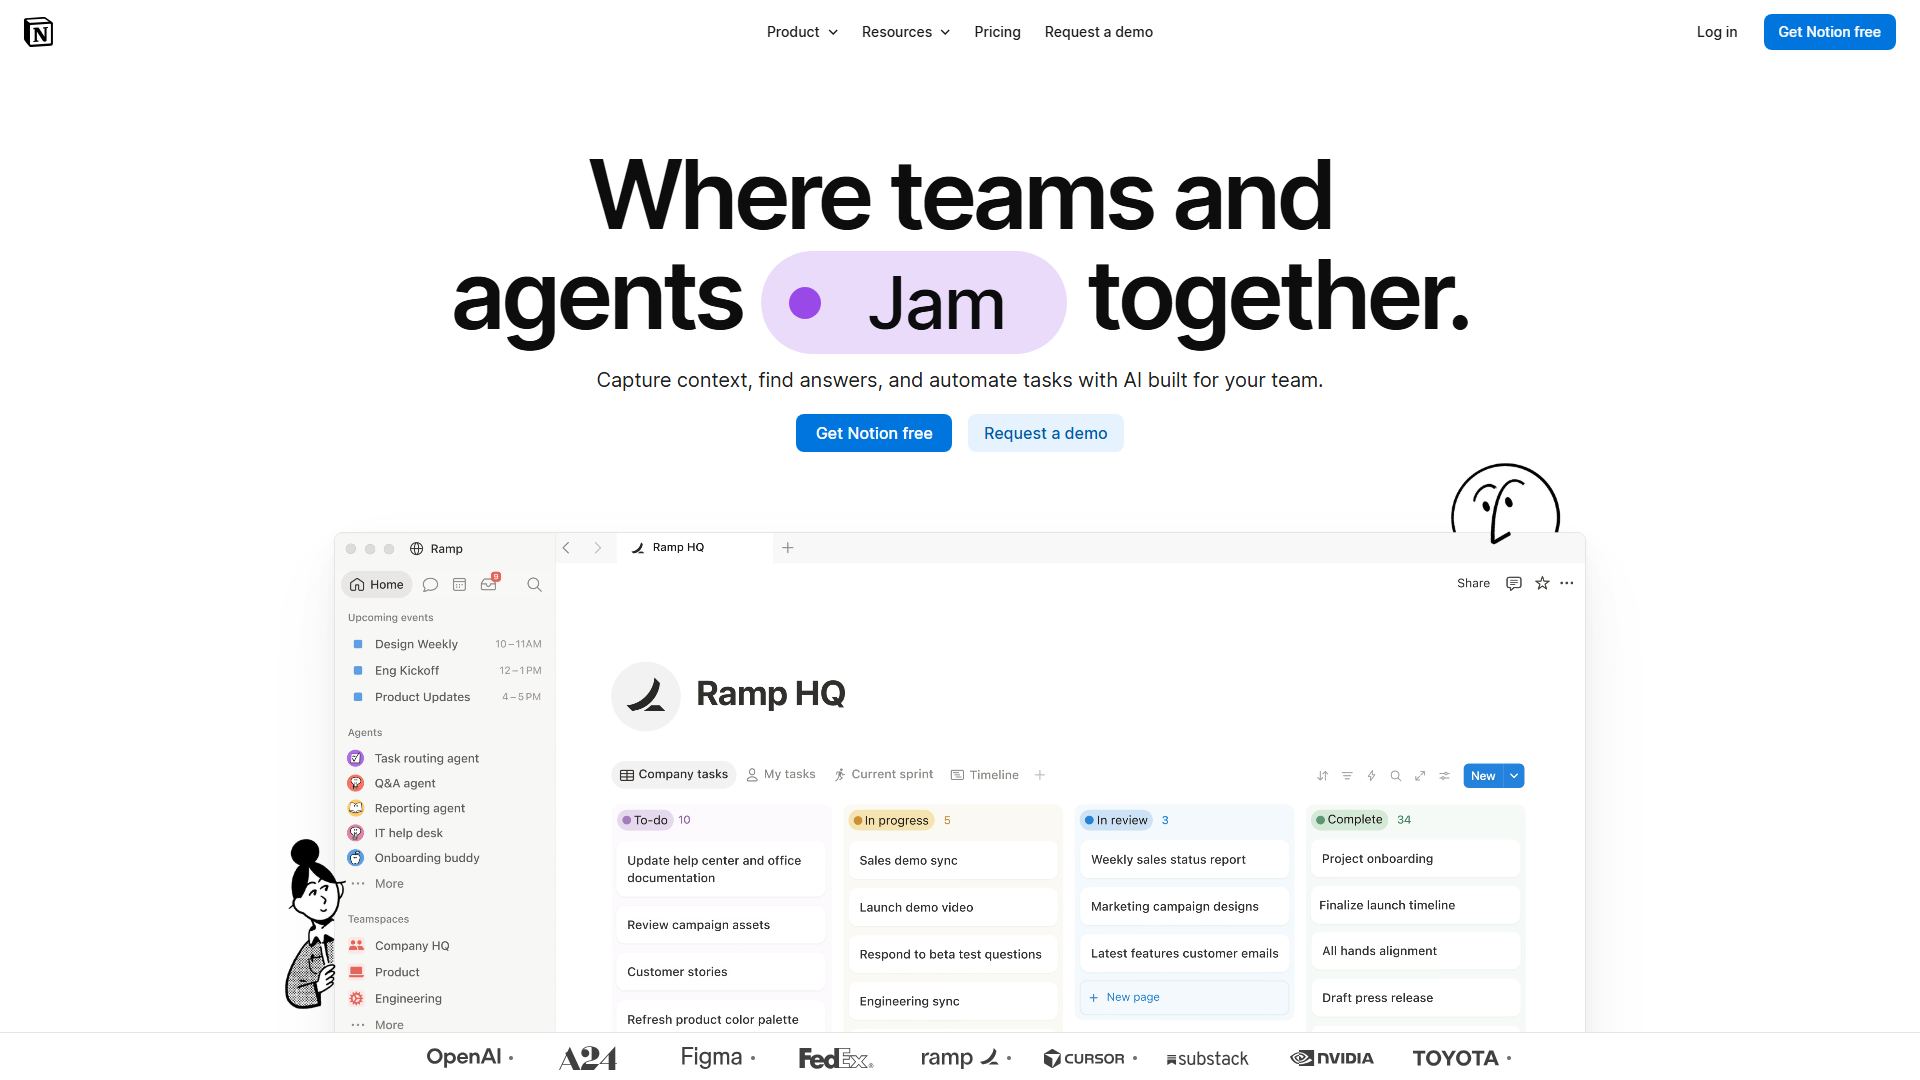 N
Product
Resources
Pricing
Request a demo
Log in
Get Notion free
Where teams and
agents Jam together.
Capture context, find answers, and automate tasks with AI built for your team.
Get Notion free
Request a demo
Ramp
Home
9
Upcoming events
Design Weekly 10–11AM
Eng Kickoff 12–1PM
Product Updates 4–5PM
Agents
Task routing agent
Q&A agent
Reporting agent
IT help desk
Onboarding buddy
More
Teamspaces
Company HQ
Product
Engineering
More
Ramp HQ
Share
Ramp HQ
Company tasks
My tasks
Current sprint
Timeline
New
To-do 10
Update help center and office
documentation
Review campaign assets
Customer stories
Refresh product color palette
In progress 5
Sales demo sync
Launch demo video
Respond to beta test questions
Engineering sync
In review 3
Weekly sales status report
Marketing campaign designs
Latest features customer emails
+ New page
Complete 34
Project onboarding
Finalize launch timeline
All hands alignment
Draft press release
OpenAI
A24
Figma
FedEx®
ramp
CURSOR
substack
NVIDIA
TOYOTA